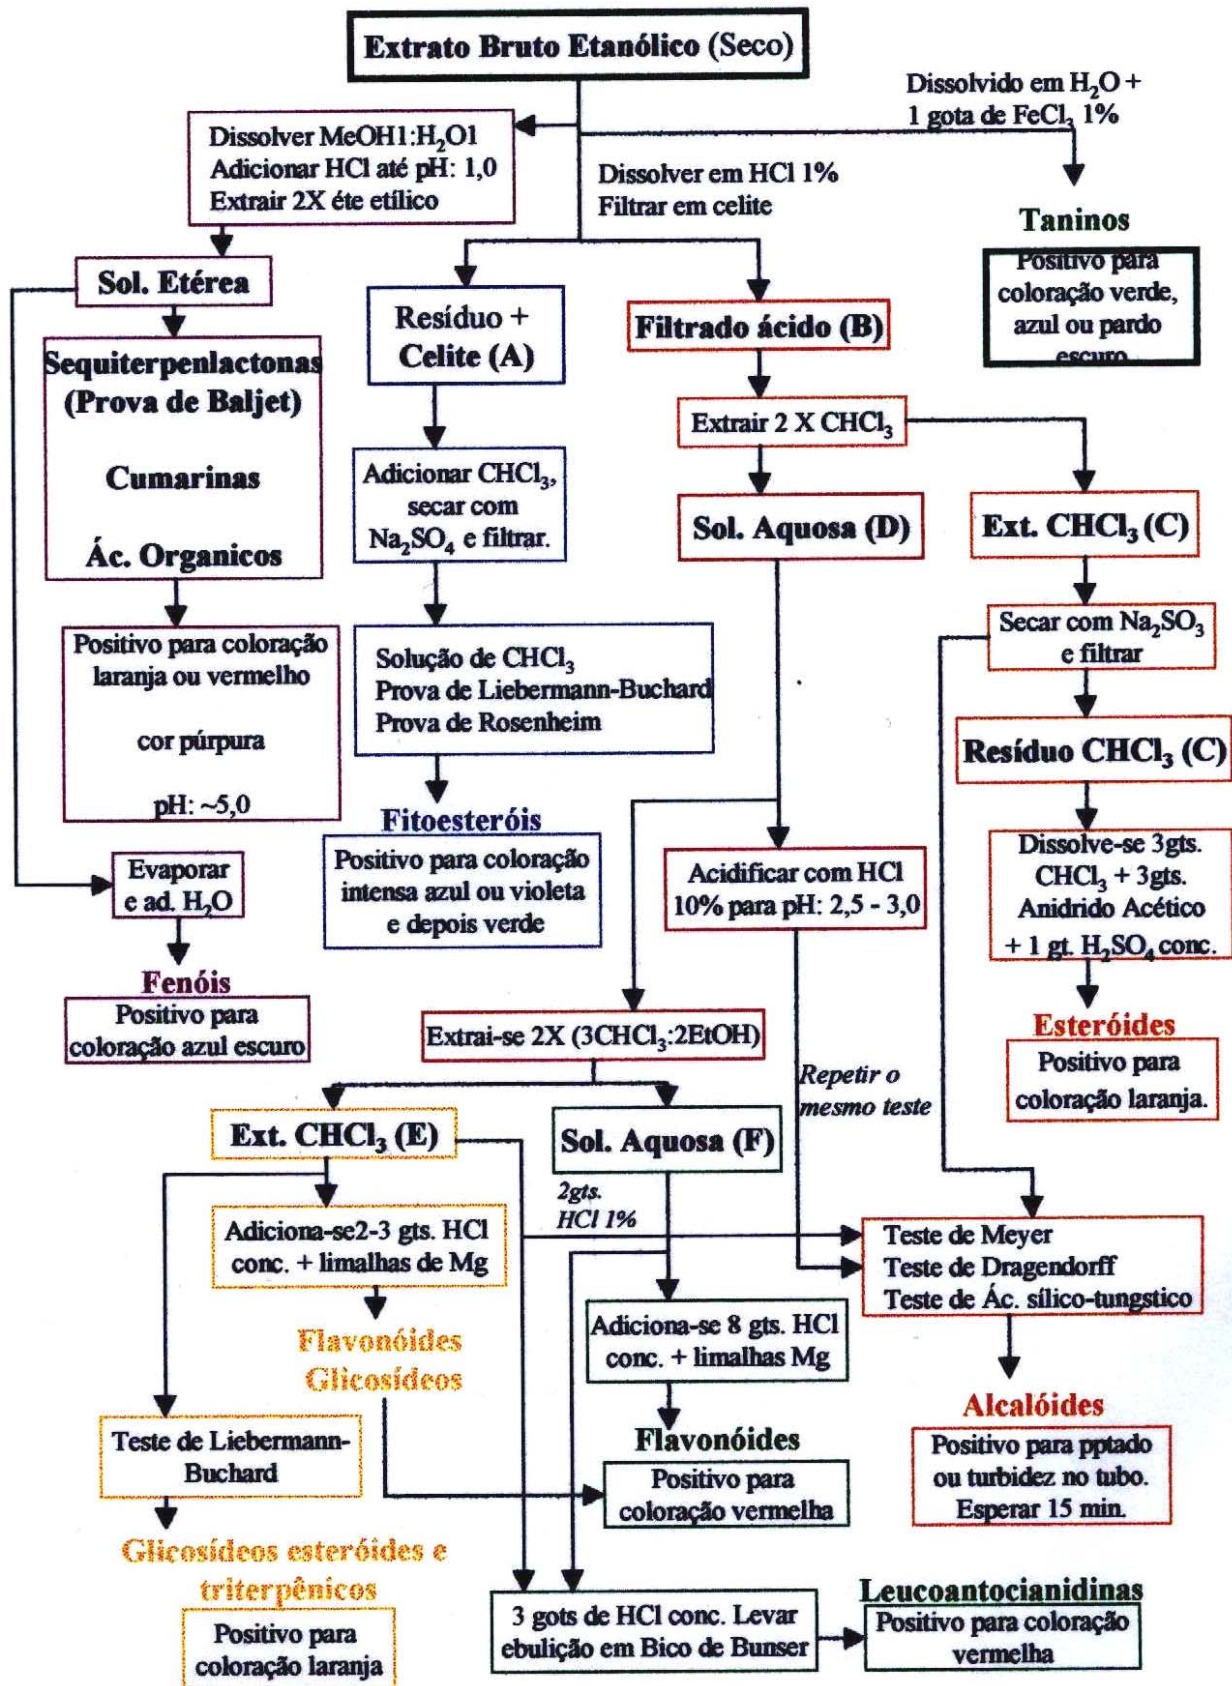 Extrato Bruto Etanólico (Seco)
Dissolvido em H₂O +
1 gota de FeCl₃ 1%
Dissolver MeOH1:H₂O1
Adicionar HCl até pH: 1,0
Extrair 2X éte etílico
Dissolver em HCl 1%
Filtrar em celite
Taninos
Positivo para
coloração verde,
azul ou pardo
escuro
Sol. Etérea
Resíduo +
Celite (A)
Filtrado ácido (B)
Sequiterpenlactonas
(Prova de Baljet)
Cumarinas
Ác. Organicos
Extrair 2 X CHCl₃
Adicionar CHCl₃,
secar com
Na₂SO₄ e filtrar.
Sol. Aquosa (D)
Ext. CHCl₃ (C)
Positivo para coloração
laranja ou vermelho
cor púrpura
pH: ~5,0
Solução de CHCl₃
Prova de Liebermann-Buchard
Prova de Rosenheim
Secar com Na₂SO₃
e filtrar
Resíduo CHCl₃ (C)
Fitoesteróis
Positivo para coloração
intensa azul ou violeta
e depois verde
Evaporar
e ad. H₂O
Acidificar com HCl
10% para pH: 2,5 - 3,0
Dissolve-se 3gts.
CHCl₃ + 3gts.
Anidrido Acético
+ 1 gt. H₂SO₄ conc.
Fenóis
Positivo para
coloração azul escuro
Extrai-se 2X (3CHCl₃:2EtOH)
Esteróides
Positivo para
coloração laranja.
Repetir o
mesmo teste
Ext. CHCl₃ (E)
Sol. Aquosa (F)
2gts.
HCl 1%
Adiciona-se2-3 gts. HCl
conc. + limalhas de Mg
Teste de Meyer
Teste de Dragendorff
Teste de Ác. sílico-tungstico
Flavonóides
Glicosídeos
Adiciona-se 8 gts. HCl
conc. + limalhas Mg
Alcalóides
Positivo para pptado
ou turbidez no tubo.
Esperar 15 min.
Teste de Liebermann-
Buchard
Flavonóides
Positivo para
coloração vermelha
Glicosídeos esteróides e
triterpênicos
Positivo para
coloração laranja
3 gots de HCl conc. Levar
ebulição em Bico de Bunser
Leucoantocianidinas
Positivo para coloração
vermelha